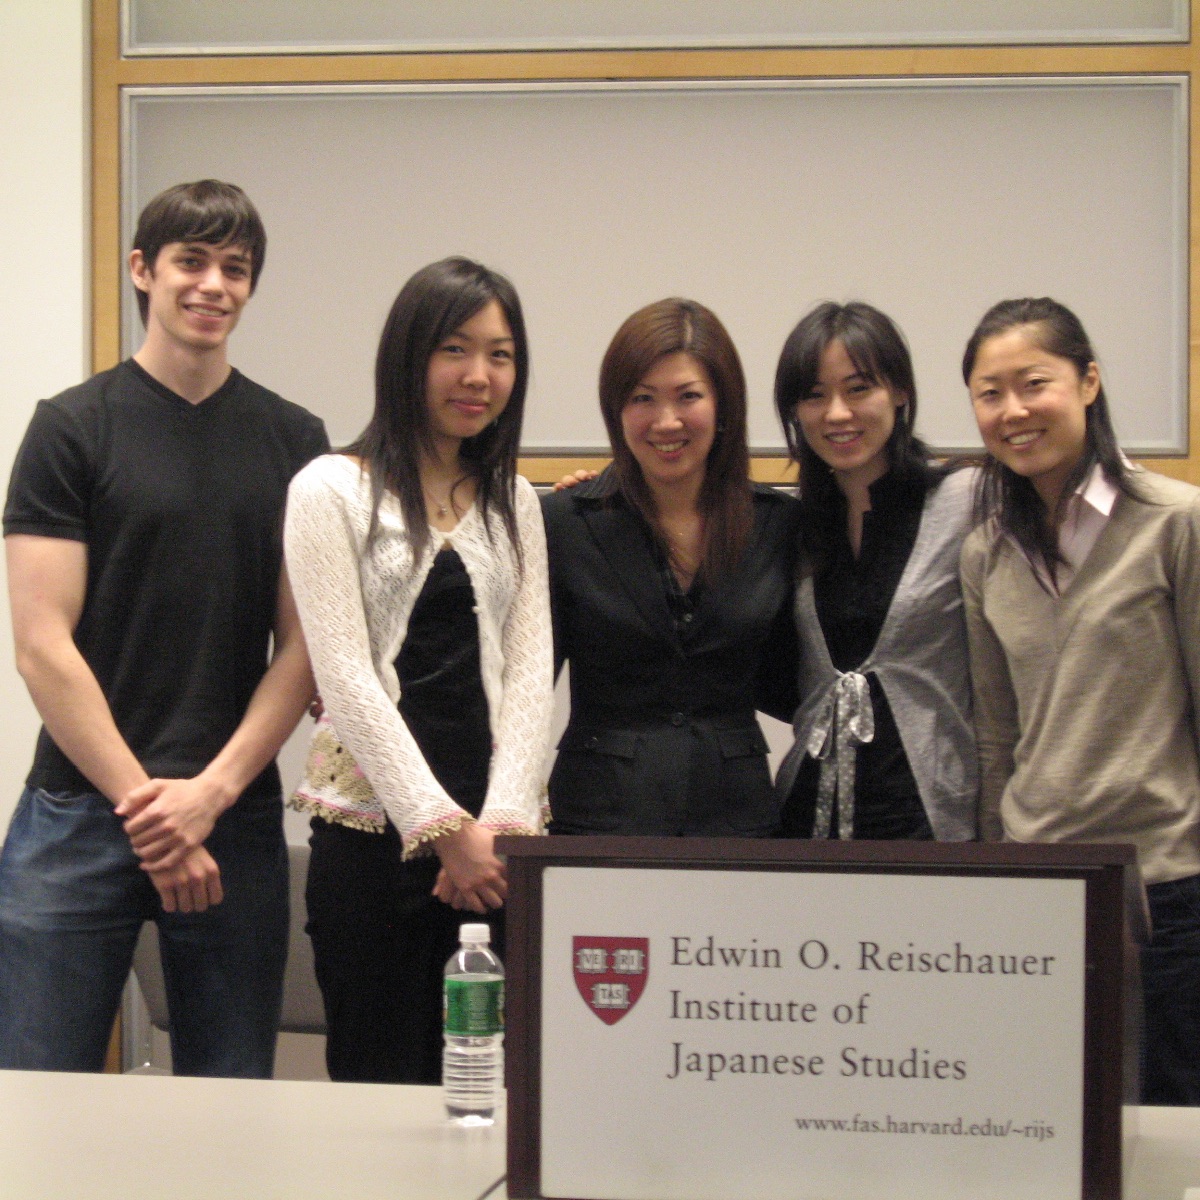 VE RI
TAS
Edwin O. Reischauer
Institute of
Japanese Studies
www.fas.harvard.edu/~rijs